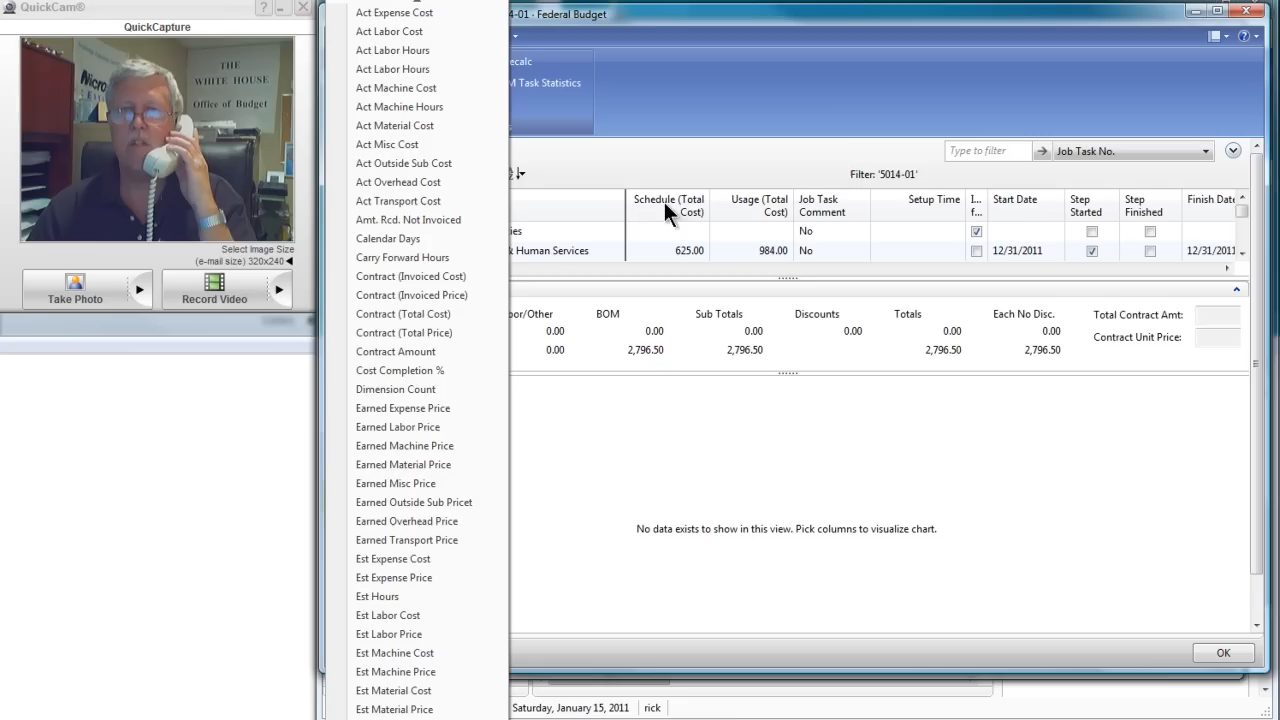 QuickCam®
QuickCapture
THE
WHITE HOUSE
Office of Budget
Micro
Select Image Size
(e-mail size) 320x240
Take Photo
Record Video
Act Expense Cost
Act Labor Cost
Act Labor Hours
Act Labor Hours
Act Machine Cost
Act Machine Hours
Act Material Cost
Act Misc Cost
Act Outside Sub Cost
Act Overhead Cost
Act Transport Cost
Amt. Rcd. Not Invoiced
Calendar Days
Carry Forward Hours
Contract (Invoiced Cost)
Contract (Invoiced Price)
Contract (Total Cost)
Contract (Total Price)
Contract Amount
Cost Completion %
Dimension Count
Earned Expense Price
Earned Labor Price
Earned Machine Price
Earned Material Price
Earned Misc Price
Earned Outside Sub Pricet
Earned Overhead Price
Earned Transport Price
Est Expense Cost
Est Expense Price
Est Hours
Est Labor Cost
Est Labor Price
Est Machine Cost
Est Machine Price
Est Material Cost
Est Material Price
4-01 - Federal Budget
ecalc
M Task Statistics
Type to filter
Job Task No.
Filter: '5014-01'
Schedule (Total Cost) Usage (Total Cost) Job Task Comment Setup Time I... f... Start Date Step Started Step Finished Finish Date
ies No
& Human Services 625.00 984.00 No 12/31/2011 12/31/2011
bor/Other BOM Sub Totals Discounts Totals Each No Disc. Total Contract Amt:
0.00 0.00 0.00 0.00 0.00 0.00 Contract Unit Price:
0.00 2,796.50 2,796.50 2,796.50 2,796.50
No data exists to show in this view. Pick columns to visualize chart.
OK
Saturday, January 15, 2011 rick